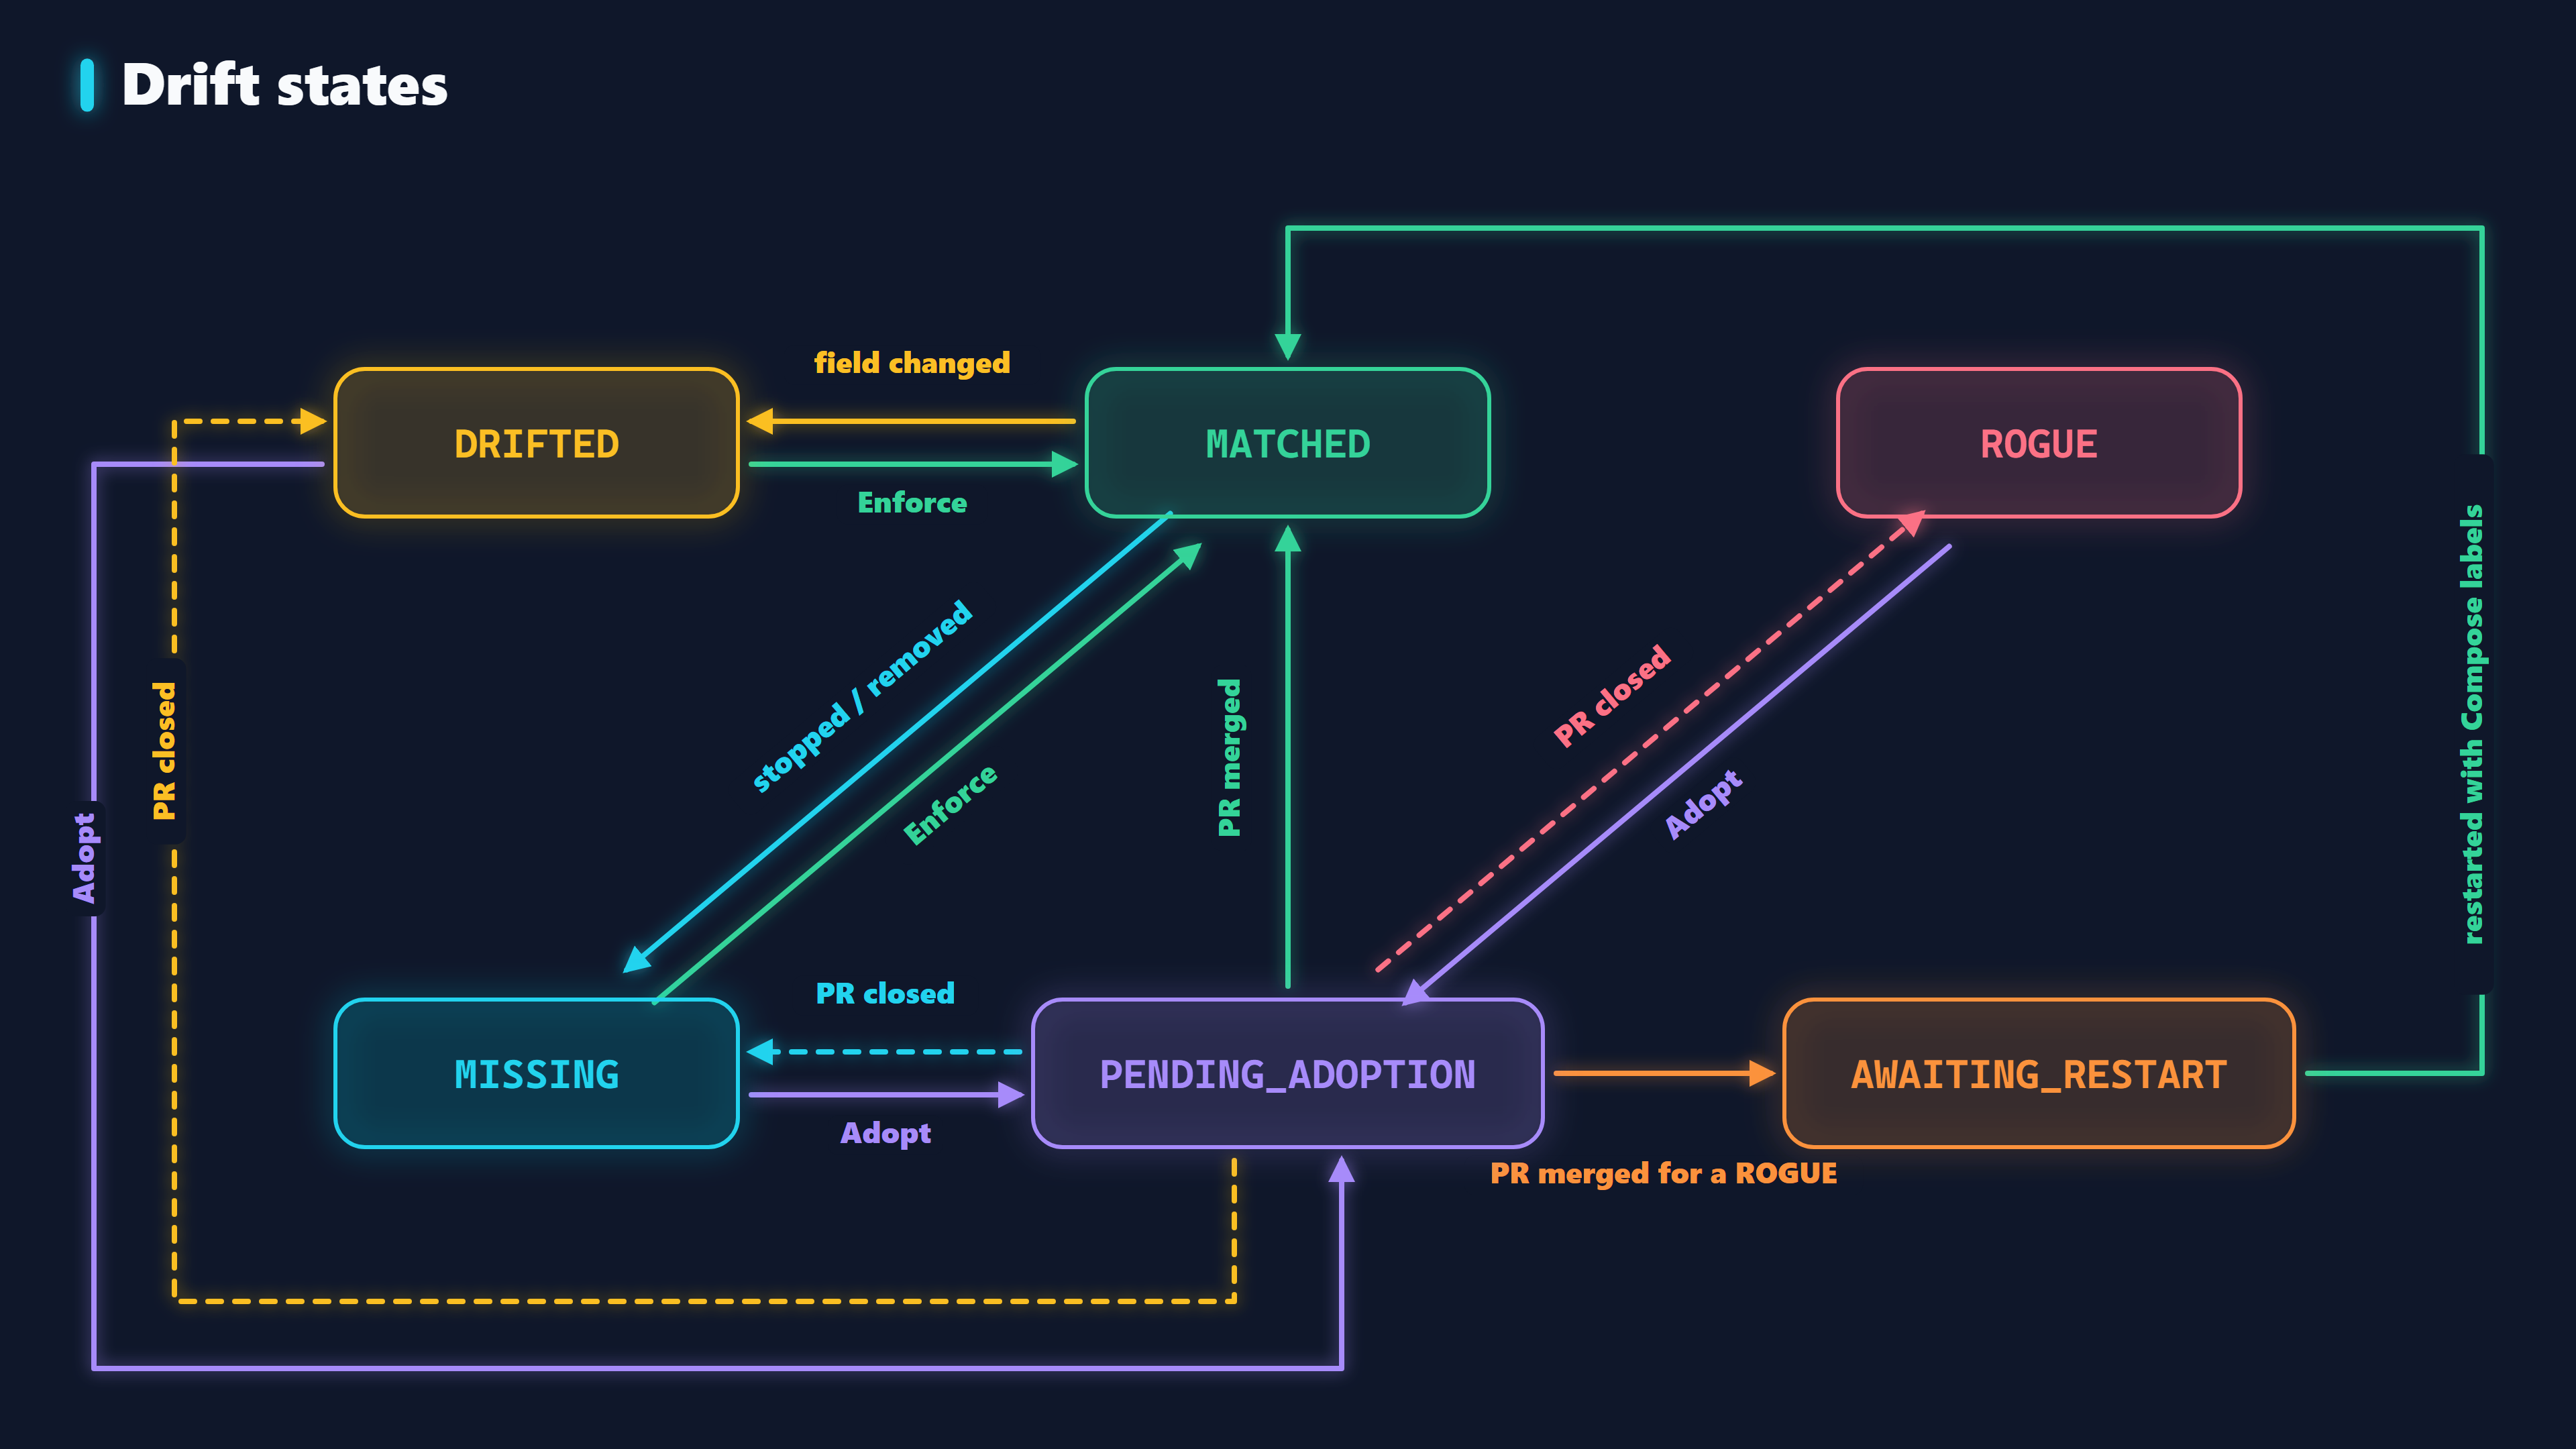 Drift states
field changed
DRIFTED
MATCHED
ROGUE
Enforce
stopped / removed
Enforce
PR merged
PR closed
Adopt
restarted with Compose labels
PR closed
Adopt
PR closed
MISSING
PENDING_ADOPTION
AWAITING_RESTART
Adopt
PR merged for a ROGUE